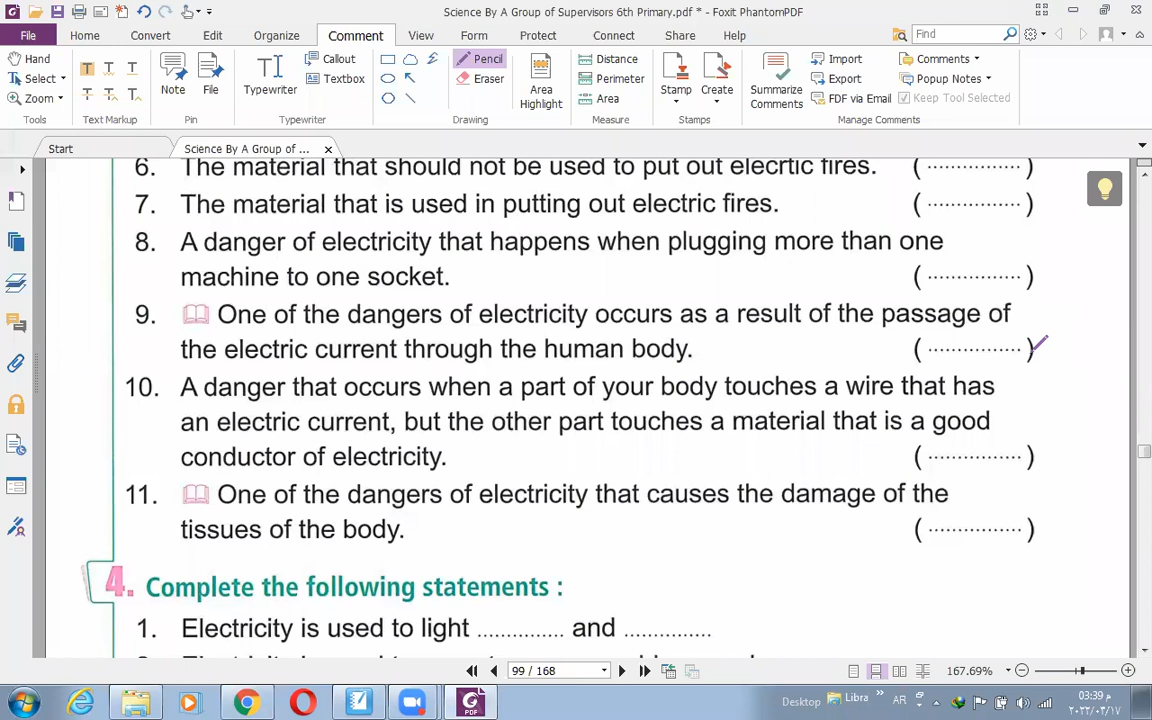 Science By A Group of Supervisors 6th Primary.pdf * - Foxit PhantomPDF
File Home Convert Edit Organize Comment View Form Protect Connect Share Help Find
Hand
Select
Zoom
Tools
Text Markup
Note
File
Pin
Typewriter
Callout
Textbox
Typewriter
Pencil
Eraser
Drawing
Area Highlight
Distance
Perimeter
Area
Measure
Stamp
Create
Stamps
Summarize Comments
Import
Export
FDF via Email
Comments
Popup Notes
Keep Tool Selected
Manage Comments
Start Science By A Group of ...
6. The material that should not be used to put out elecrtic fires. (...............)
7. The material that is used in putting out electric fires. (...............)
8. A danger of electricity that happens when plugging more than one
machine to one socket. (...............)
9. One of the dangers of electricity occurs as a result of the passage of
the electric current through the human body. (...............)
10. A danger that occurs when a part of your body touches a wire that has
an electric current, but the other part touches a material that is a good
conductor of electricity. (...............)
11. One of the dangers of electricity that causes the damage of the
tissues of the body. (...............)
4. Complete the following statements :
1. Electricity is used to light ............... and ...............
99 / 168 167.69%
Desktop Libra AR 03:39 م
٢٠٢٢/٠٣/١٧